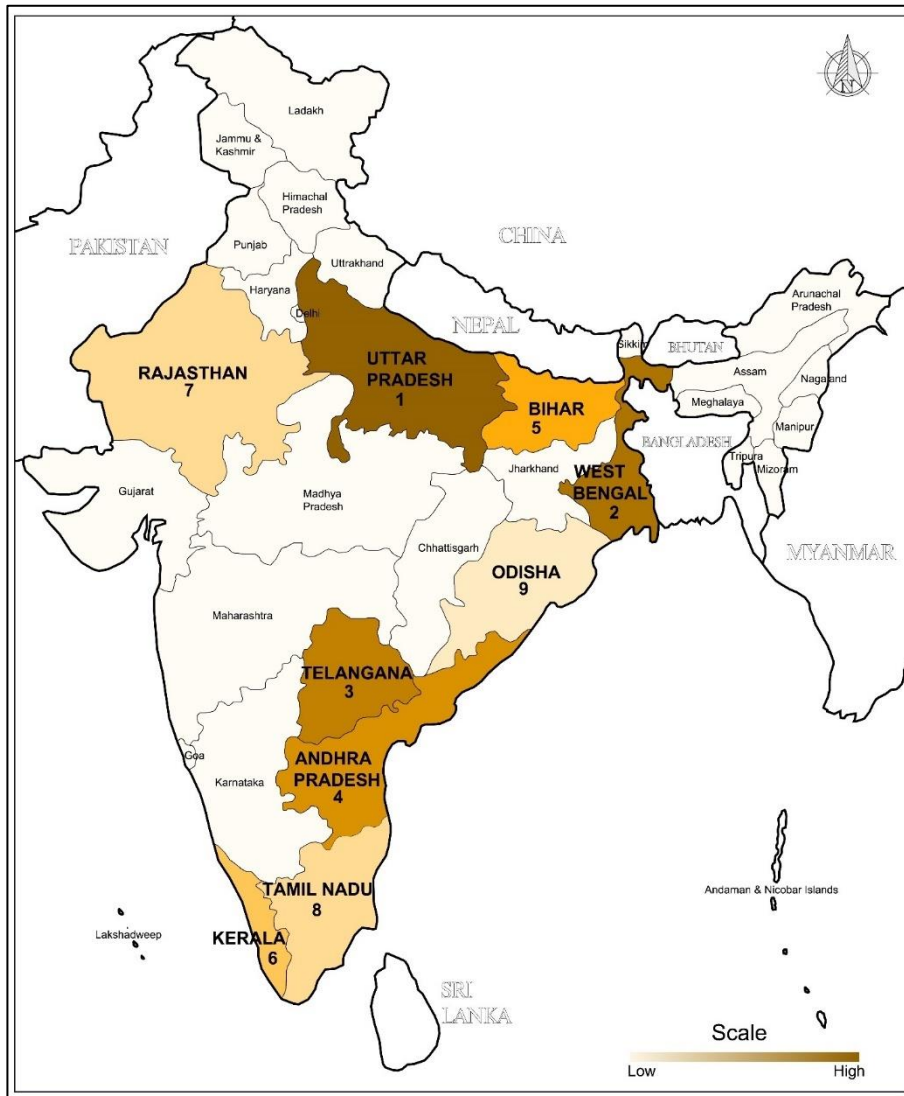 N
Ladakh
Jammu &
Kashmir
Himachal
Pradesh
PAKISTAN
Punjab
CHINA
Uttrakhand
Haryana
Delhi
Arunachal
Pradesh
NEPAL
Sikkim
BHUTAN
UTTAR
PRADESH
1
RAJASTHAN
7
Assam
Nagaland
BIHAR
5
Meghalaya
Manipur
BANGLADESH
Tripura
Mizoram
Jharkhand
WEST
BENGAL
2
Gujarat
Madhya
Pradesh
Chhattisgarh
MYANMAR
ODISHA
9
Maharashtra
TELANGANA
3
Goa
ANDHRA
PRADESH
4
Karnataka
TAMIL NADU
8
Andaman & Nicobar Islands
Lakshadweep
KERALA
6
SRI
LANKA
Scale
Low
High